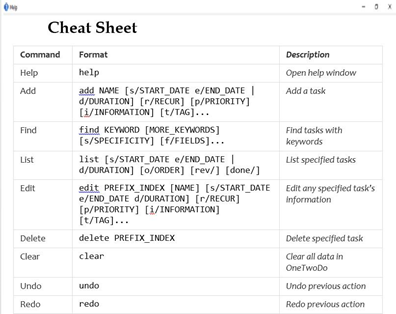 Help
Cheat Sheet
Command Format Description
Help help Open help window
Add add NAME [s/START_DATE e/END_DATE | Add a task
d/DURATION] [r/RECUR] [p/PRIORITY]
[i/INFORMATION] [t/TAG]...
Find find KEYWORD [MORE_KEYWORDS] Find tasks with
[s/SPECIFICITY] [f/FIELDS]... keywords
List list [s/START_DATE e/END_DATE | List specified tasks
d/DURATION] [o/ORDER] [rev/] [done/]
Edit edit PREFIX_INDEX [NAME] [s/START_DATE Edit any specified task's
e/END_DATE d/DURATION] [r/RECUR] information
[p/PRIORITY] [i/INFORMATION]
[t/TAG]...
Delete delete PREFIX_INDEX Delete specified task
Clear clear Clear all data in
OneTwoDo
Undo undo Undo previous action
Redo redo Redo previous action